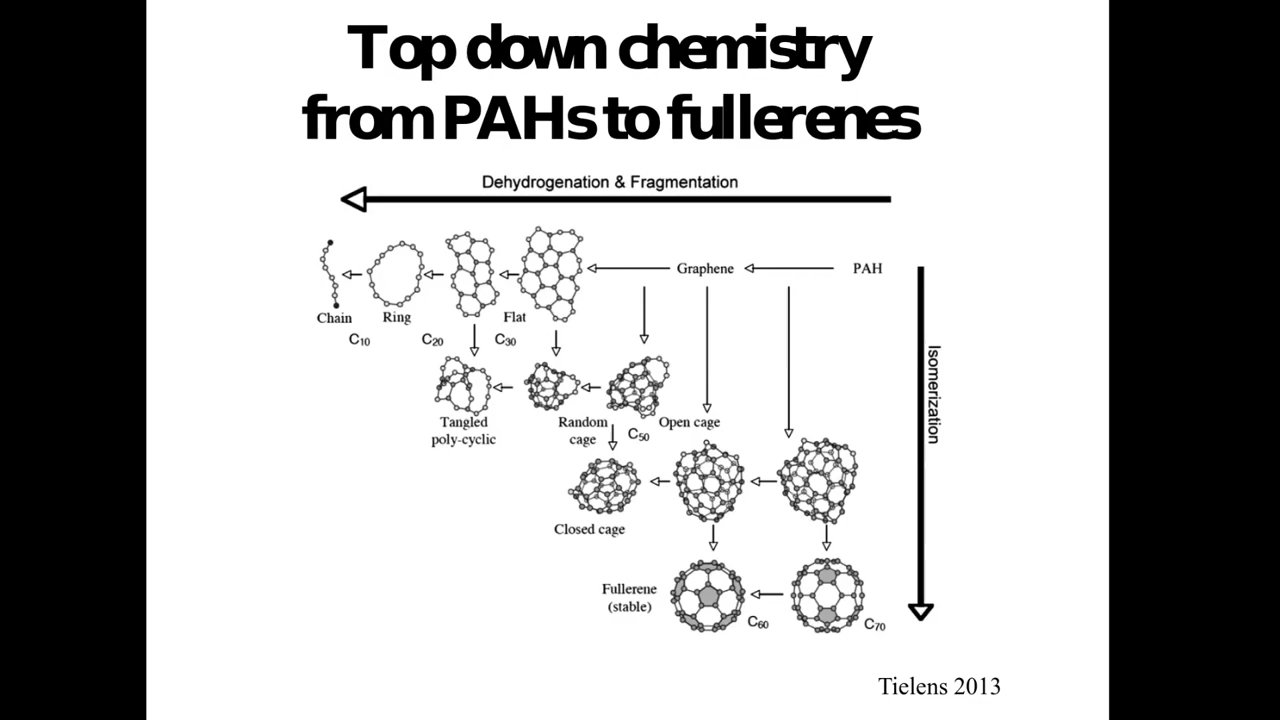 Top down chemistry
from PAHs to fullerenes
Dehydrogenation & Fragmentation
Graphene
PAH
Chain
Ring
Flat
C10
C20
C30
Isomerization
Tangled
poly-cyclic
Random
cage
Open cage
C50
Closed cage
Fullerene
(stable)
C60
C70
Tielens 2013